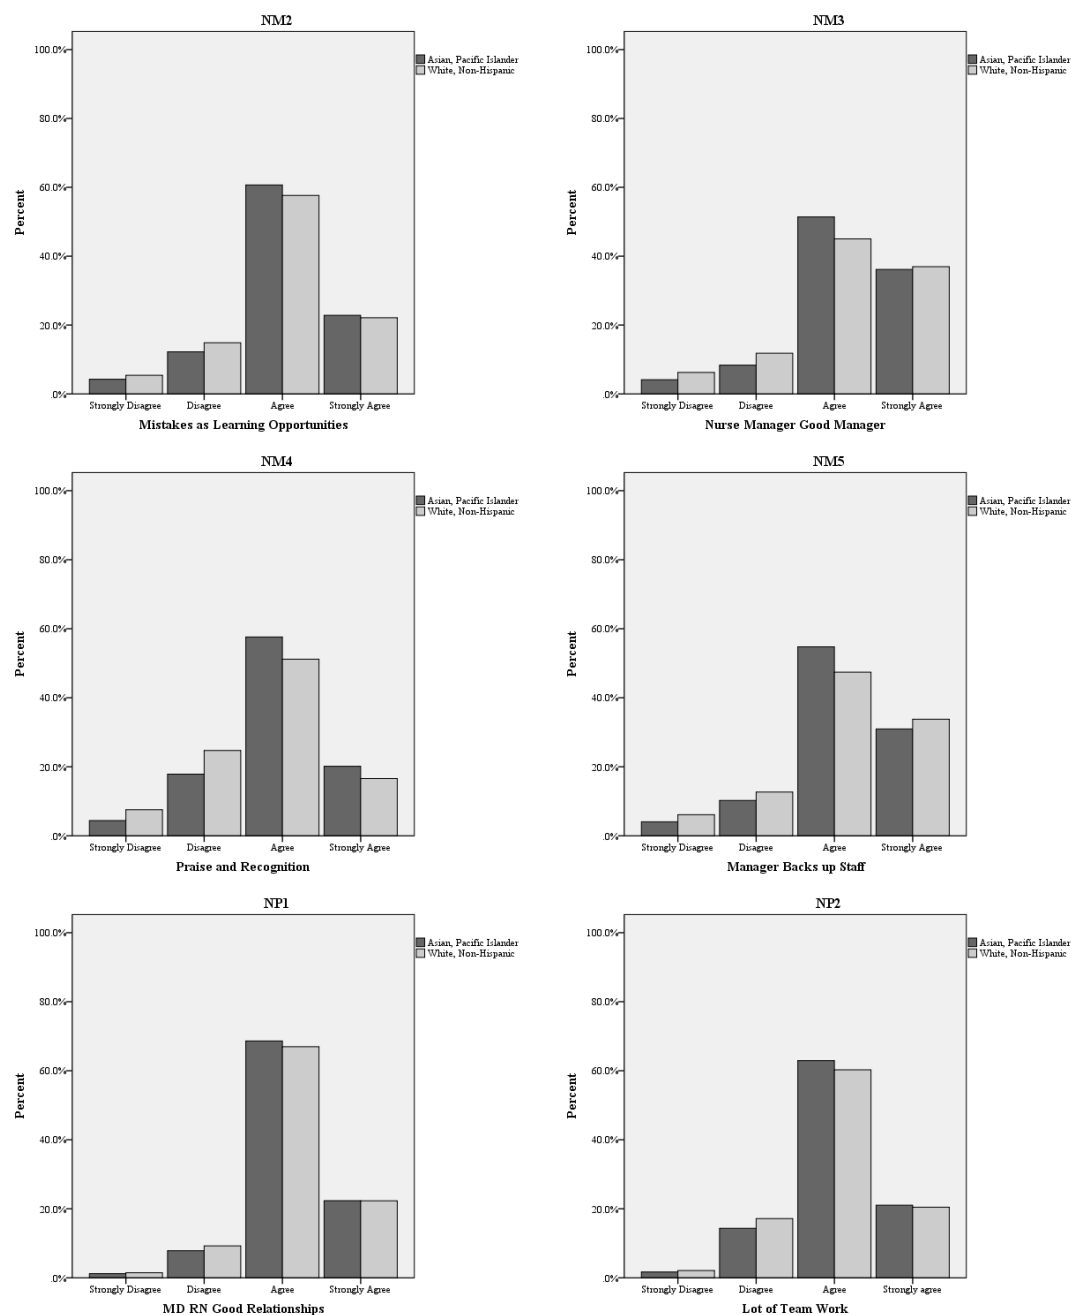 NM2
100.0%
80.0%
60.0%
40.0%
20.0%
.0%
Percent
Asian, Pacific Islander
White, Non-Hispanic
Strongly Disagree Disagree Agree Strongly Agree
Mistakes as Learning Opportunities
NM3
100.0%
80.0%
60.0%
40.0%
20.0%
.0%
Percent
Asian, Pacific Islander
White, Non-Hispanic
Strongly Disagree Disagree Agree Strongly Agree
Nurse Manager Good Manager
NM4
100.0%
80.0%
60.0%
40.0%
20.0%
.0%
Percent
Asian, Pacific Islander
White, Non-Hispanic
Strongly Disagree Disagree Agree Strongly Agree
Praise and Recognition
NM5
100.0%
80.0%
60.0%
40.0%
20.0%
.0%
Percent
Asian, Pacific Islander
White, Non-Hispanic
Strongly Disagree Disagree Agree Strongly Agree
Manager Backs up Staff
NP1
100.0%
80.0%
60.0%
40.0%
20.0%
.0%
Percent
Asian, Pacific Islander
White, Non-Hispanic
Strongly Disagree Disagree Agree Strongly Agree
MD RN Good Relationships
NP2
100.0%
80.0%
60.0%
40.0%
20.0%
.0%
Percent
Asian, Pacific Islander
White, Non-Hispanic
Strongly Disagree Disagree Agree Strongly agree
Lot of Team Work